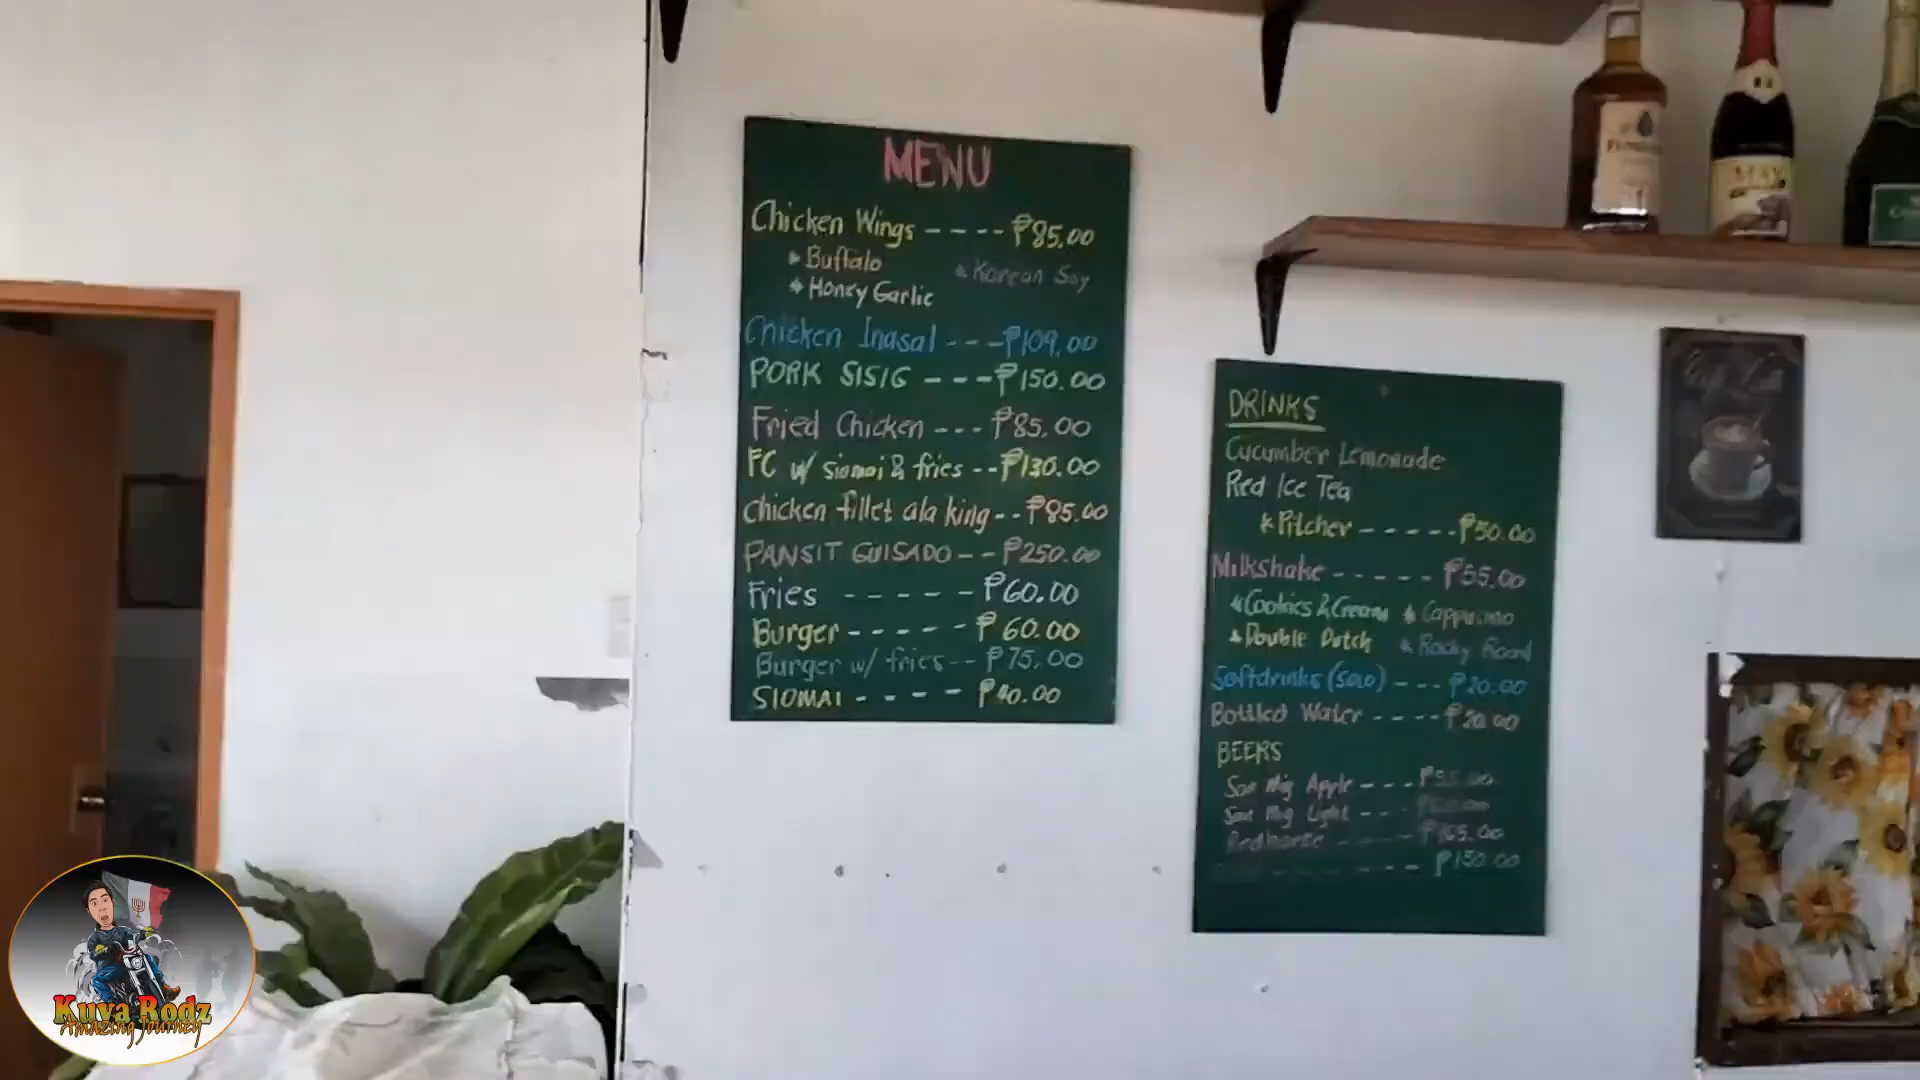 MENU
Chicken Wings ---- ₱85.00
Buffalo
Korean Soy
Honey Garlic
Chicken Inasal --- ₱109.00
PORK SISIG --- ₱150.00
Fried Chicken --- ₱85.00
FC w/ siomai & fries -- ₱130.00
chicken fillet ala king -- ₱85.00
PANSIT GUISADO -- ₱250.00
Fries ----- ₱60.00
Burger ----- ₱60.00
Burger w/ fries -- ₱75.00
SIOMAI ---- ₱40.00
DRINKS
Cucumber Lemonade
Red Ice Tea
Pitcher ----- ₱50.00
Milkshake ----- ₱55.00
Cookies & Cream
Cappucino
Double Dutch
Rocky Road
Softdrinks (Solo) --- ₱20.00
Bottled Water ---- ₱20.00
BEERS
San Mig Apple ---
San Mig Light --
Redhorse ---- ₱165.00
------ ₱150.00
MAY
Kuya Rodz
Amazing Journey